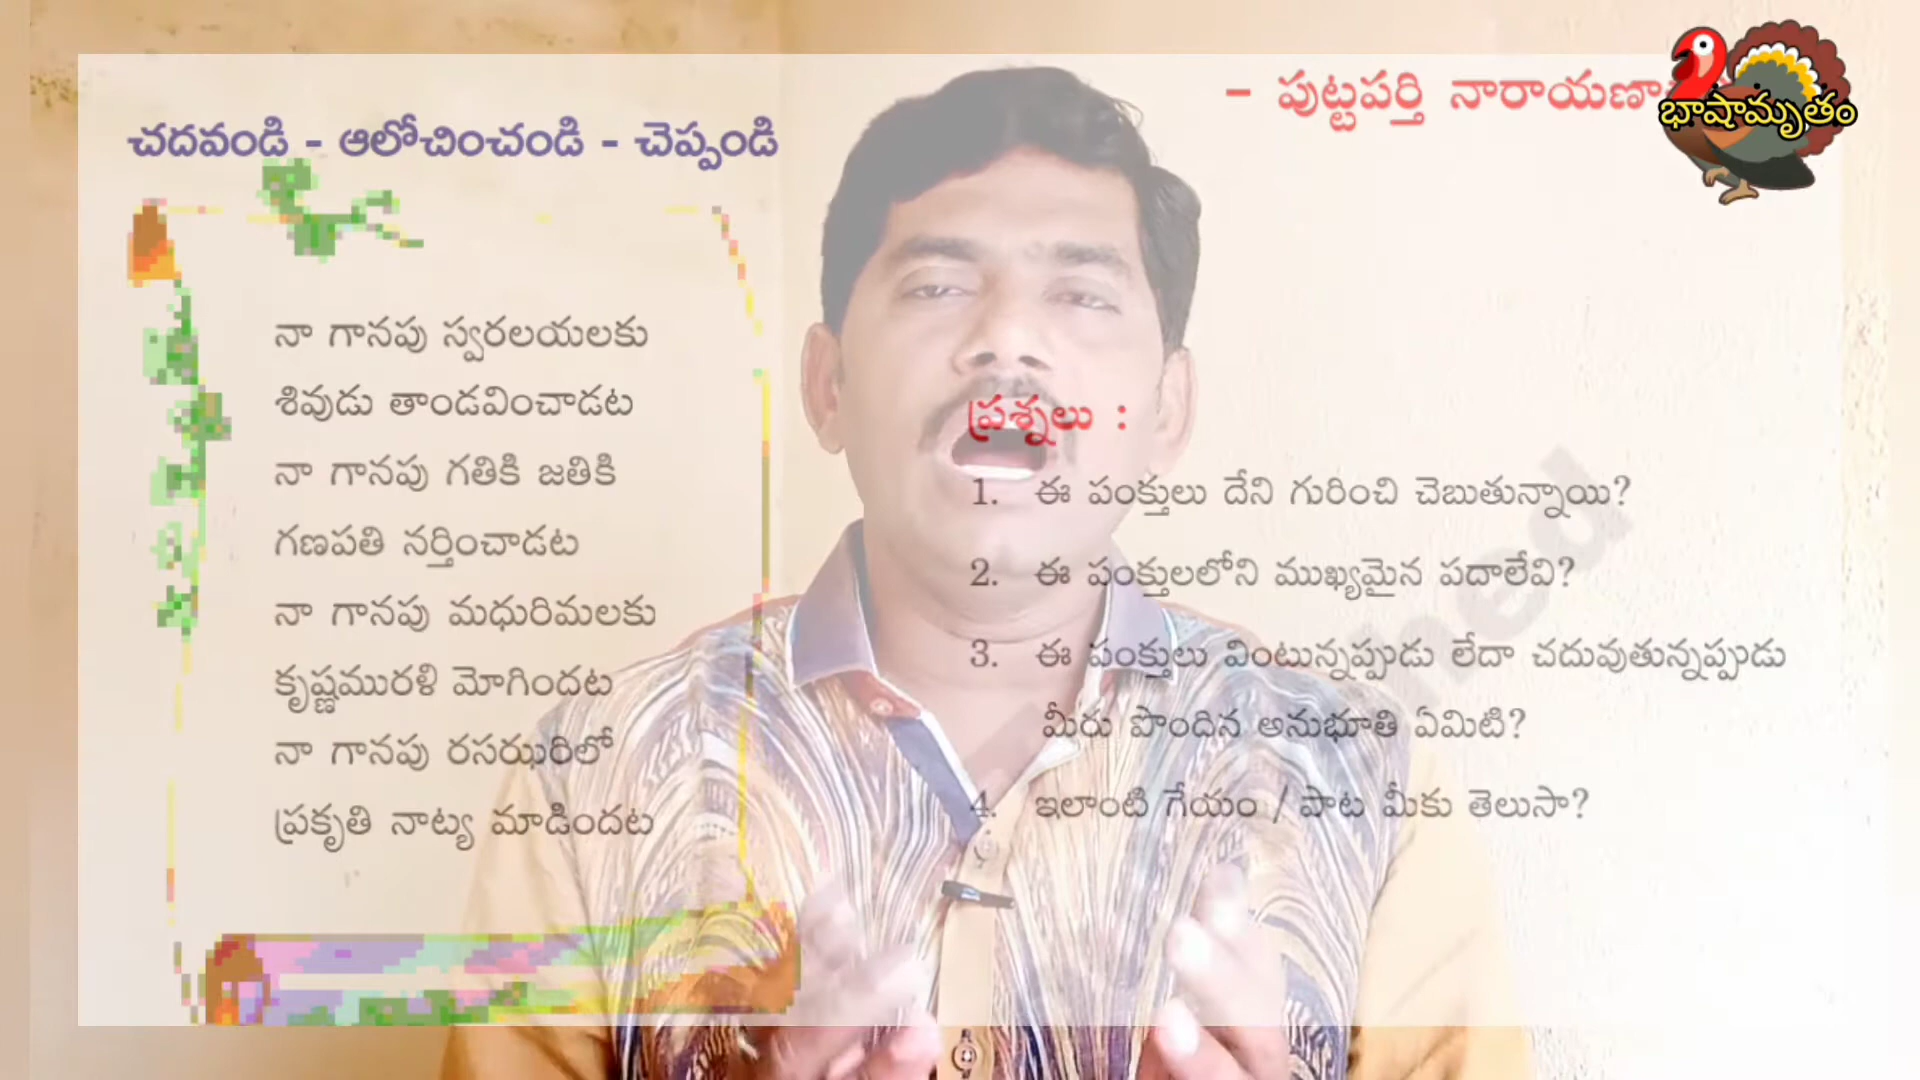 - పుట్టపర్తి
భాషామృతం
చదవండి - ఆలోచించండి - చెప్పండి
నా గానపు స్వరలయలకు
శివుడు తాండవించాడట
నా గానపు గతికి జతికి
గణపతి నర్తించాడట
నా గానపు మధురిమలకు
కృష్ణమురళి మోగిందట
నా గానపు రసఝరిలో
ప్రకృతి నాట్య మాడిందట
ప్రశ్నలు :
1. ఈ పంక్తులు దేని గురించి చెబుతున్నాయి?
2. ఈ పంక్తులలోని ముఖ్యమైన పదాలేవి?
3. ఈ పంక్తులు వింటున్నప్పుడు లేదా చదువుతున్నప్పుడు
మీరు పొందిన అనుభూతి ఏమిటి?
4. ఇలాంటి గేయం / పాట మీకు తెలుసా?